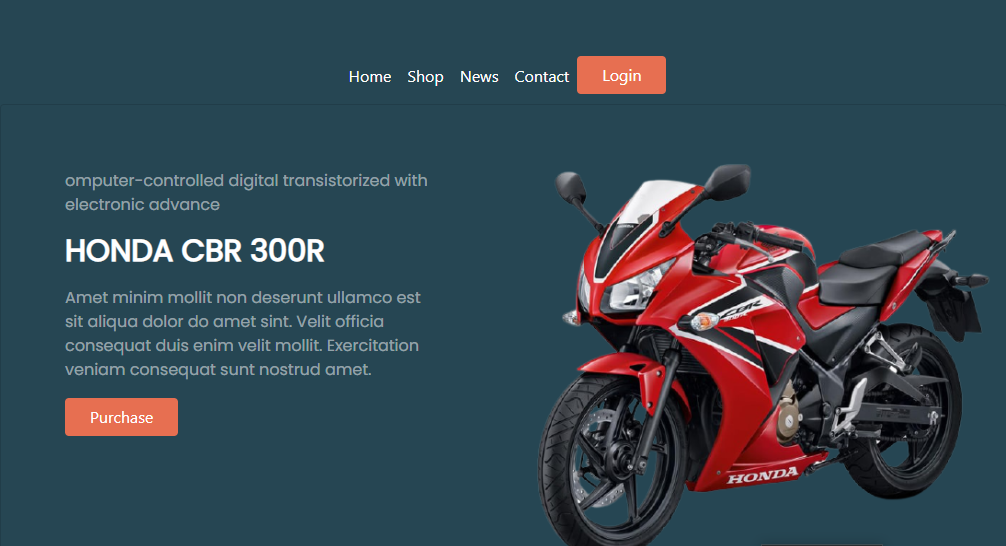 Home Shop News Contact Login
omputer-controlled digital transistorized with
electronic advance
HONDA CBR 300R
Amet minim mollit non deserunt ullamco est
sit aliqua dolor do amet sint. Velit officia
consequat duis enim velit mollit. Exercitation
veniam consequat sunt nostrud amet.
Purchase
HONDA
CBR
HONDA